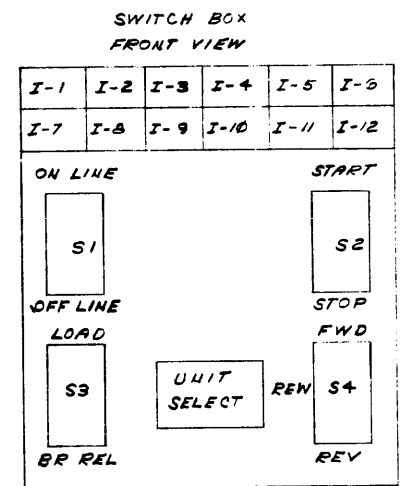 SWITCH BOX
FRONT VIEW
I-1 I-2 I-3 I-4 I-5 I-6
I-7 I-8 I-9 I-10 I-11 I-12
ON LINE START
S1 S2
OFF LINE STOP
LOAD FWD
S3 UNIT SELECT REW S4
BR REL REV